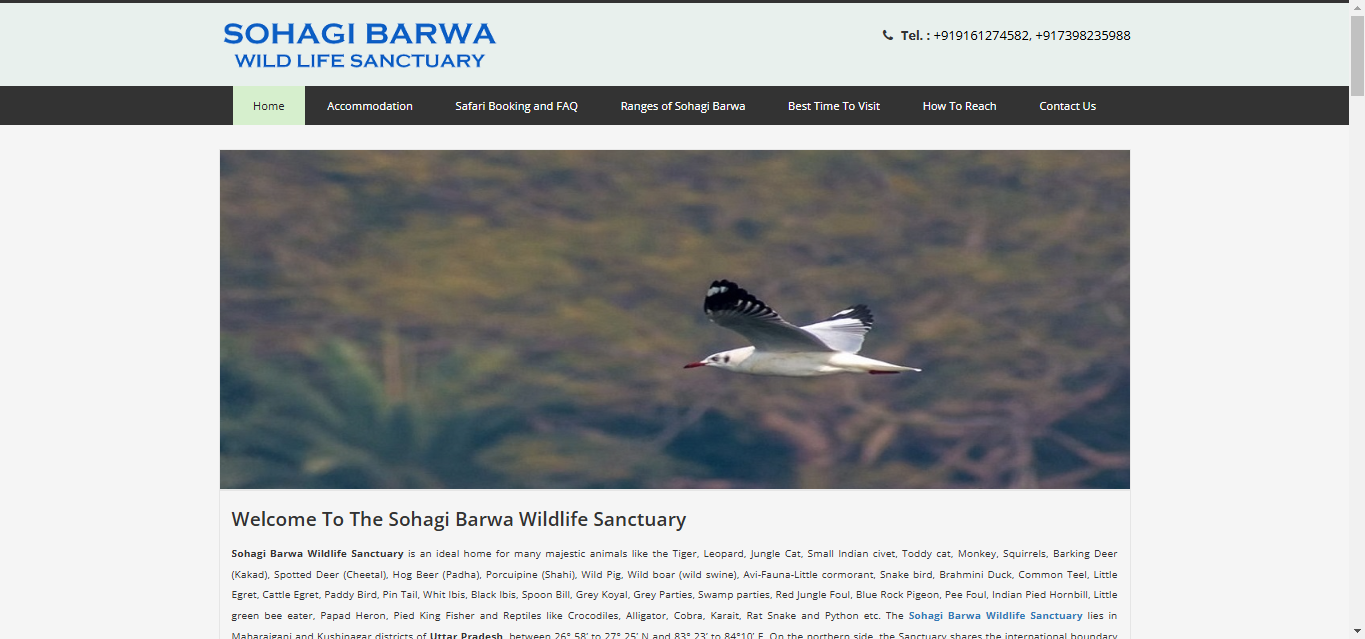 SOHAGI BARWA
WILD LIFE SANCTUARY
Tel. : +919161274582, +917398235988
Home Accommodation Safari Booking and FAQ Ranges of Sohagi Barwa Best Time To Visit How To Reach Contact Us
Welcome To The Sohagi Barwa Wildlife Sanctuary
Sohagi Barwa Wildlife Sanctuary is an ideal home for many majestic animals like the Tiger, Leopard, Jungle Cat, Small Indian civet, Toddy cat, Monkey, Squirrels, Barking Deer
(Kakad), Spotted Deer (Cheetal), Hog Beer (Padha), Porcuipine (Shahi), Wild Pig, Wild boar (wild swine), Avi-Fauna-Little cormorant, Snake bird, Brahmini Duck, Common Teel, Little
Egret, Cattle Egret, Paddy Bird, Pin Tail, Whit Ibis, Black Ibis, Spoon Bill, Grey Koyal, Grey Parties, Swamp parties, Red Jungle Foul, Blue Rock Pigeon, Pee Foul, Indian Pied Hornbill, Little
green bee eater, Papad Heron, Pied King Fisher and Reptiles like Crocodiles, Alligator, Cobra, Karait, Rat Snake and Python etc. The Sohagi Barwa Wildlife Sanctuary lies in
Maharajganj and Kushinagar districts of Uttar Pradesh, between 26° 58' to 27° 25' N and 83° 23' to 84°10' E. On the northern side, the Sanctuary shares the international boundary